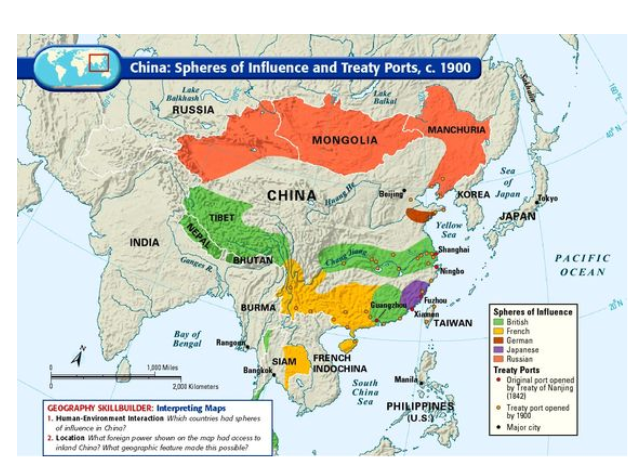 China: Spheres of Influence and Treaty Ports, c. 1900
Lake
Balkhash
Lake
Baikal
Sakhalin
RUSSIA
MONGOLIA
MANCHURIA
40°N
Sea
of
Japan
CHINA
Huang He
Beijing
KOREA
Tokyo
JAPAN
TIBET
Yellow
Sea
NEPAL
INDIA
Chang Jiang
Shanghai
PACIFIC
OCEAN
Ganges R.
BHUTAN
Ningbo
BURMA
Guangzhou
Fuzhou
Xiamen
TAIWAN
20°N
Bay of
Bengal
Rangoon
SIAM
Bangkok
FRENCH
INDOCHINA
South
China
Sea
Manila
PHILIPPINES
(U.S.)
N
0 1,000 Miles
0 2,000 Kilometers
Spheres of Influence
British
French
German
Japanese
Russian
Treaty Ports
Original port opened
by Treaty of Nanjing
(1842)
Treaty port opened
by 1900
Major city
GEOGRAPHY SKILLBUILDER: Interpreting Maps
1. Human-Environment Interaction Which countries had spheres
of influence in China?
2. Location What foreign power shown on the map had access to
inland China? What geographic feature made this possible?